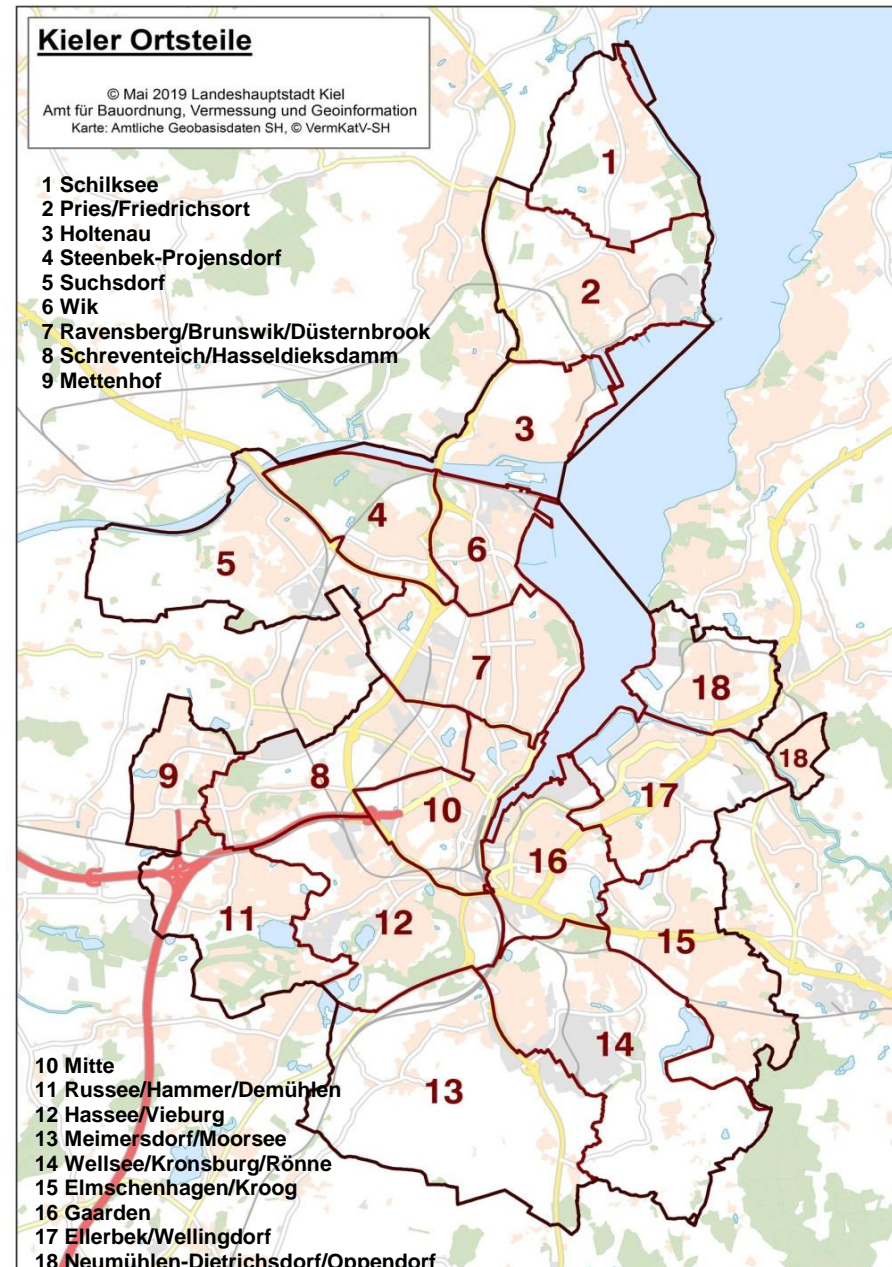 Kieler Ortsteile
© Mai 2019 Landeshauptstadt Kiel
Amt für Bauordnung, Vermessung und Geoinformation
Karte: Amtliche Geobasisdaten SH, © VermKatV-SH
1 Schilksee
2 Pries/Friedrichsort
3 Holtenau
4 Steenbek-Projensdorf
5 Suchsdorf
6 Wik
7 Ravensberg/Brunswik/Düsternbrook
8 Schreventeich/Hasseldieksdamm
9 Mettenhof
1
2
3
4
5
6
7
18
18
9
8
10
17
16
11
12
15
14
13
10 Mitte
11 Russee/Hammer/Demühlen
12 Hassee/Vieburg
13 Meimersdorf/Moorsee
14 Wellsee/Kronsburg/Rönne
15 Elmschenhagen/Kroog
16 Gaarden
17 Ellerbek/Wellingdorf
18 Neumühlen-Dietrichsdorf/Oppendorf